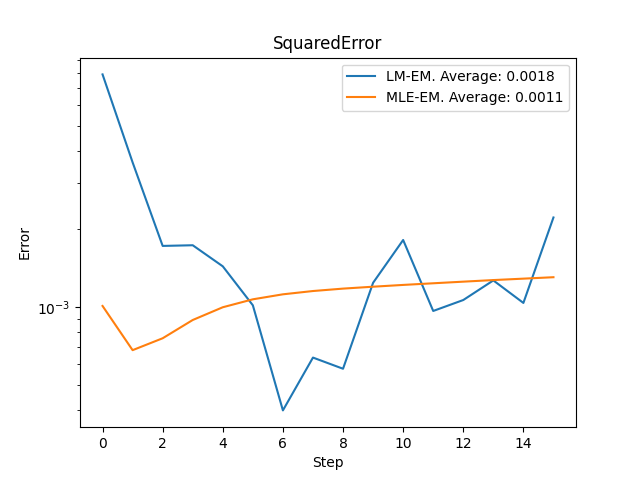 SquaredError
LM-EM. Average: 0.0018
MLE-EM. Average: 0.0011
Error
10⁻³
0 2 4 6 8 10 12 14
Step